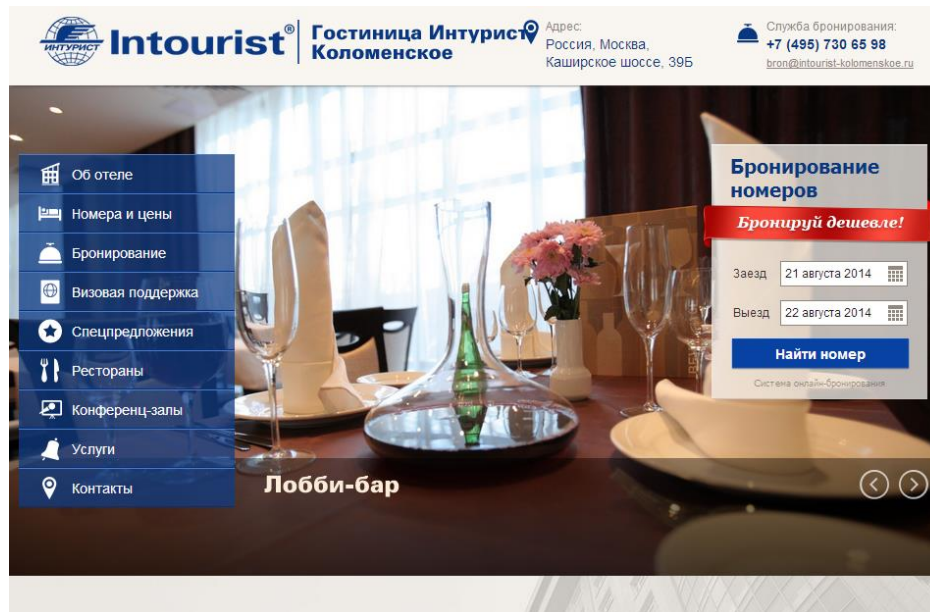 ИНТУРИСТ
Intourist®
Гостиница Интурист
Коломенское
Адрес:
Россия, Москва,
Каширское шоссе, 39Б
Служба бронирования:
+7 (495) 730 65 98
bron@intourist-kolomenskoe.ru
Об отеле
Номера и цены
Бронирование
Визовая поддержка
Спецпредложения
Рестораны
Конференц-залы
Услуги
Контакты
Лобби-бар
Бронирование
номеров
Бронируй дешевле!
Заезд 21 августа 2014
Выезд 22 августа 2014
Найти номер
Система онлайн-бронирования